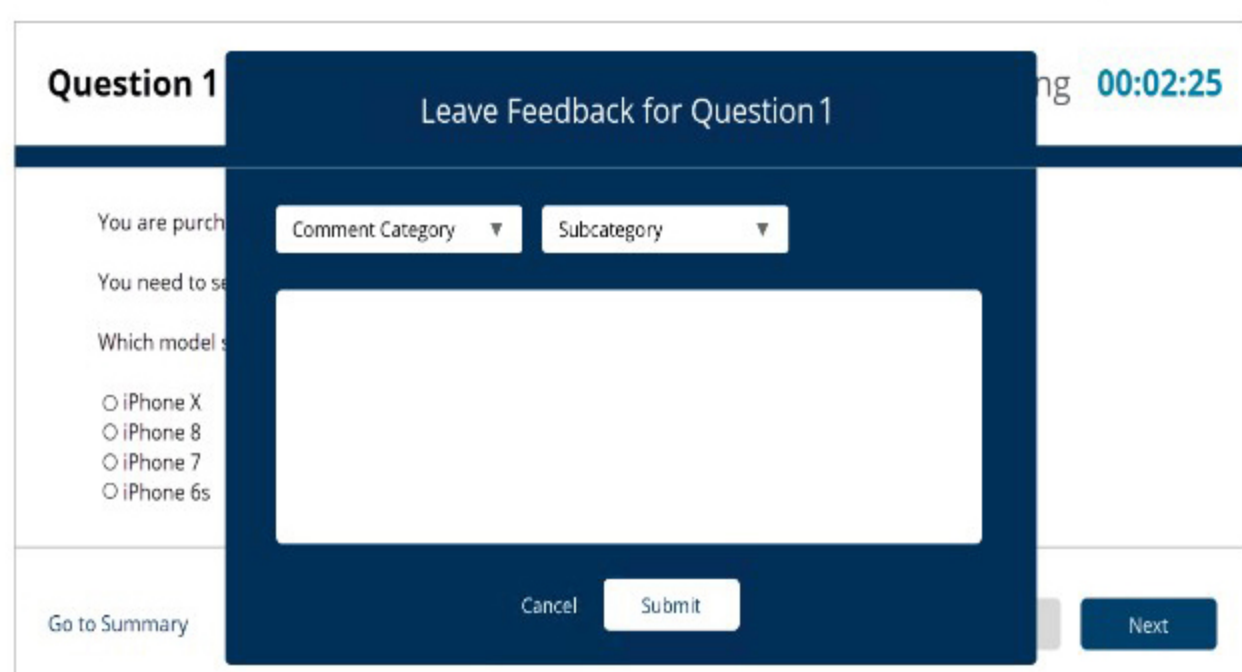 Question 1
ng 00:02:25
Leave Feedback for Question 1
You are purch
Comment Category ▼ Subcategory ▼
You need to se
Which model s
iPhone X
iPhone 8
iPhone 7
iPhone 6s
Cancel Submit
Go to Summary
Next